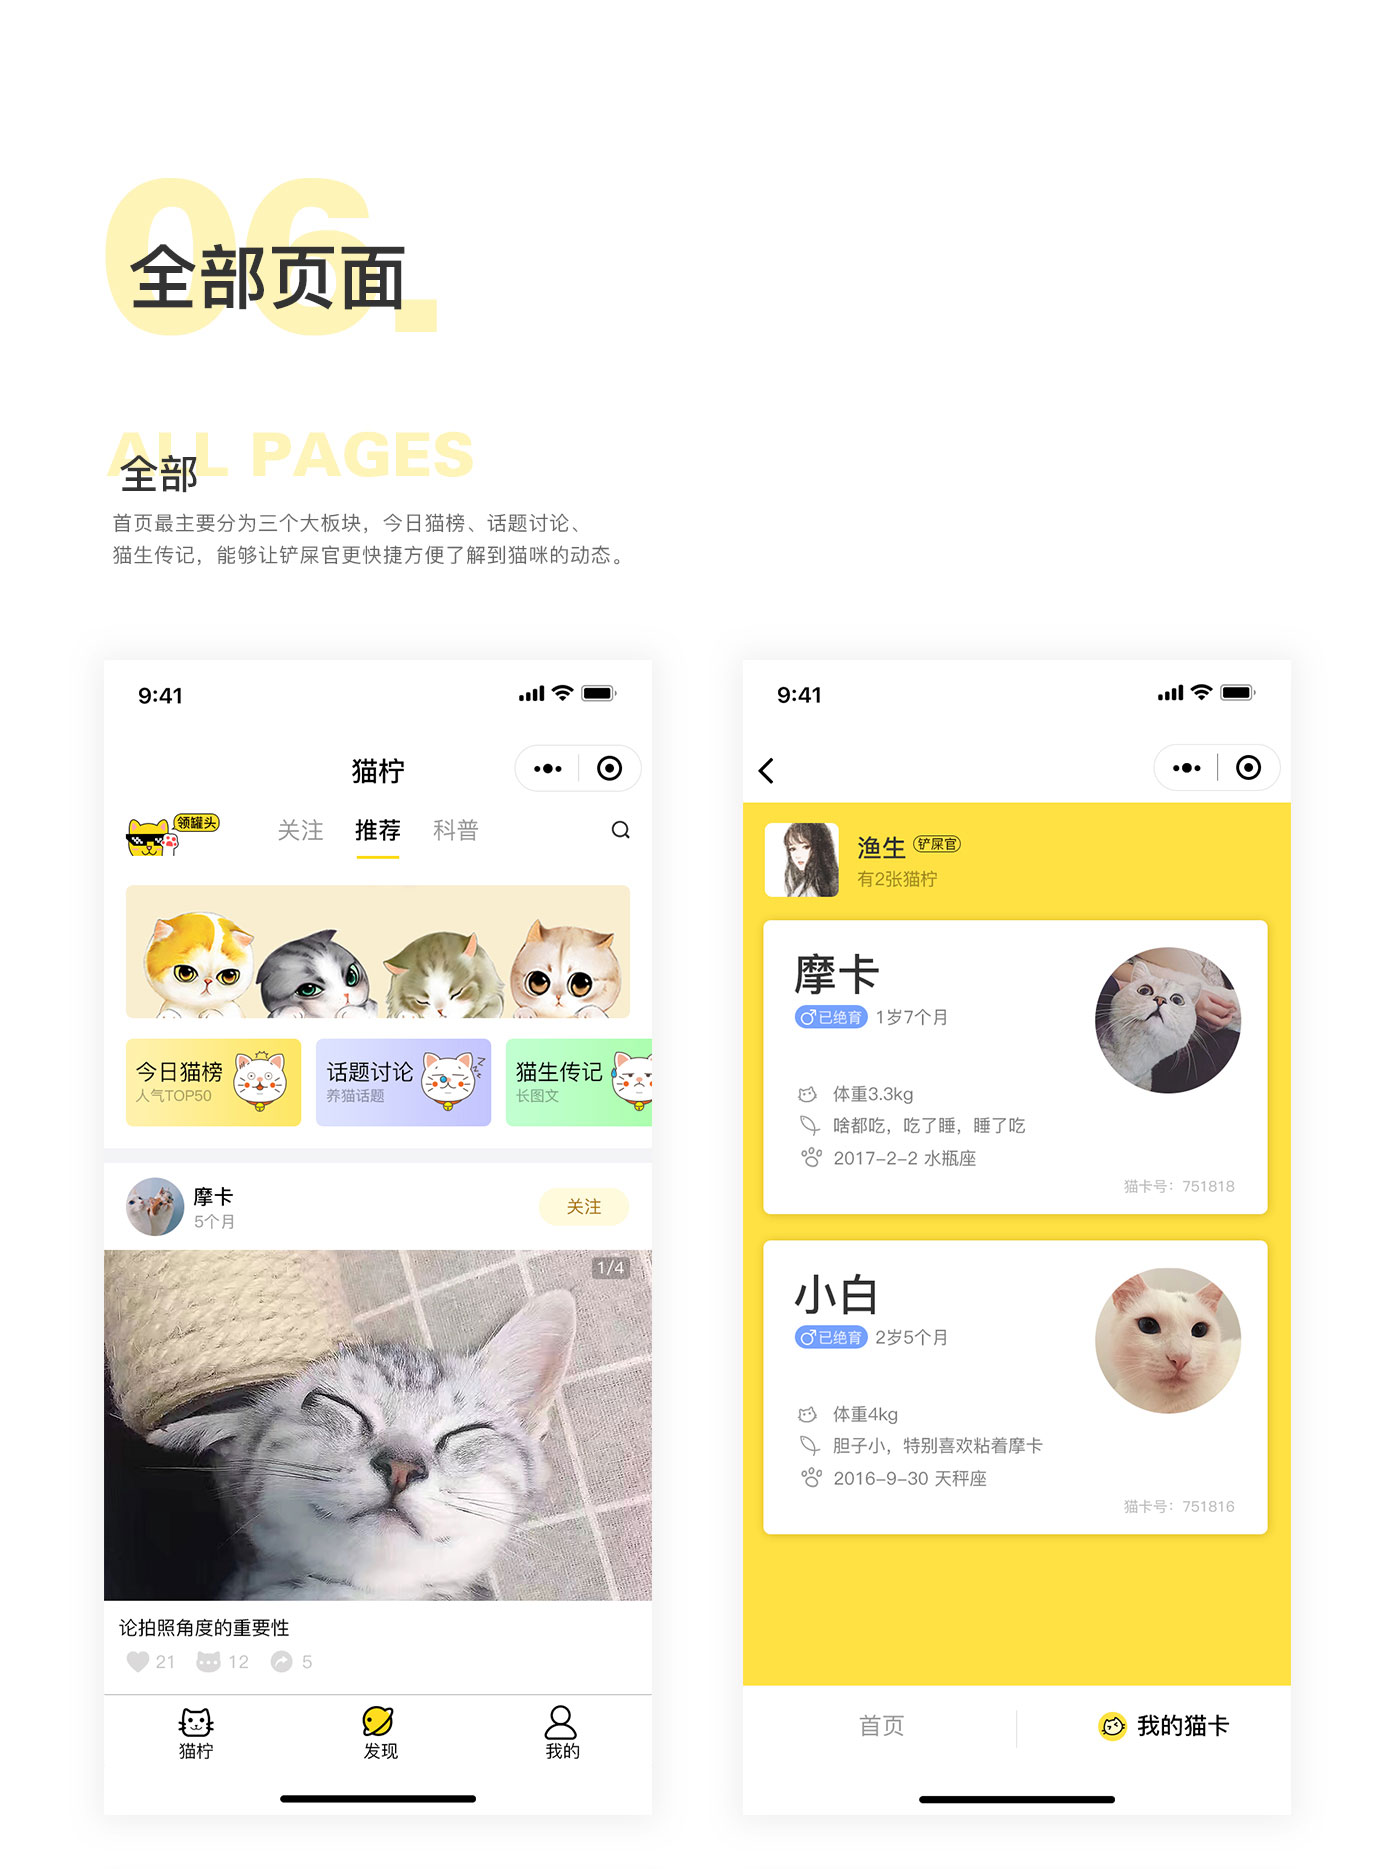 06.
全部页面
ALL PAGES
全部
首页最主要分为三个大板块，今日猫榜、话题讨论、
猫生传记，能够让铲屎官更快捷方便了解到猫咪的动态。
9:41
猫柠
领罐头
关注 推荐 科普
今日猫榜
人气TOP50
话题讨论
养猫话题
猫生传记
长图文
摩卡
5个月
关注
1/4
论拍照角度的重要性
21 12 5
猫柠 发现 我的
9:41
渔生 铲屎官
有2张猫柠
摩卡
已绝育 1岁7个月
体重3.3kg
啥都吃，吃了睡，睡了吃
2017-2-2 水瓶座
猫卡号：751818
小白
已绝育 2岁5个月
体重4kg
胆子小，特别喜欢粘着摩卡
2016-9-30 天秤座
猫卡号：751816
首页 我的猫卡